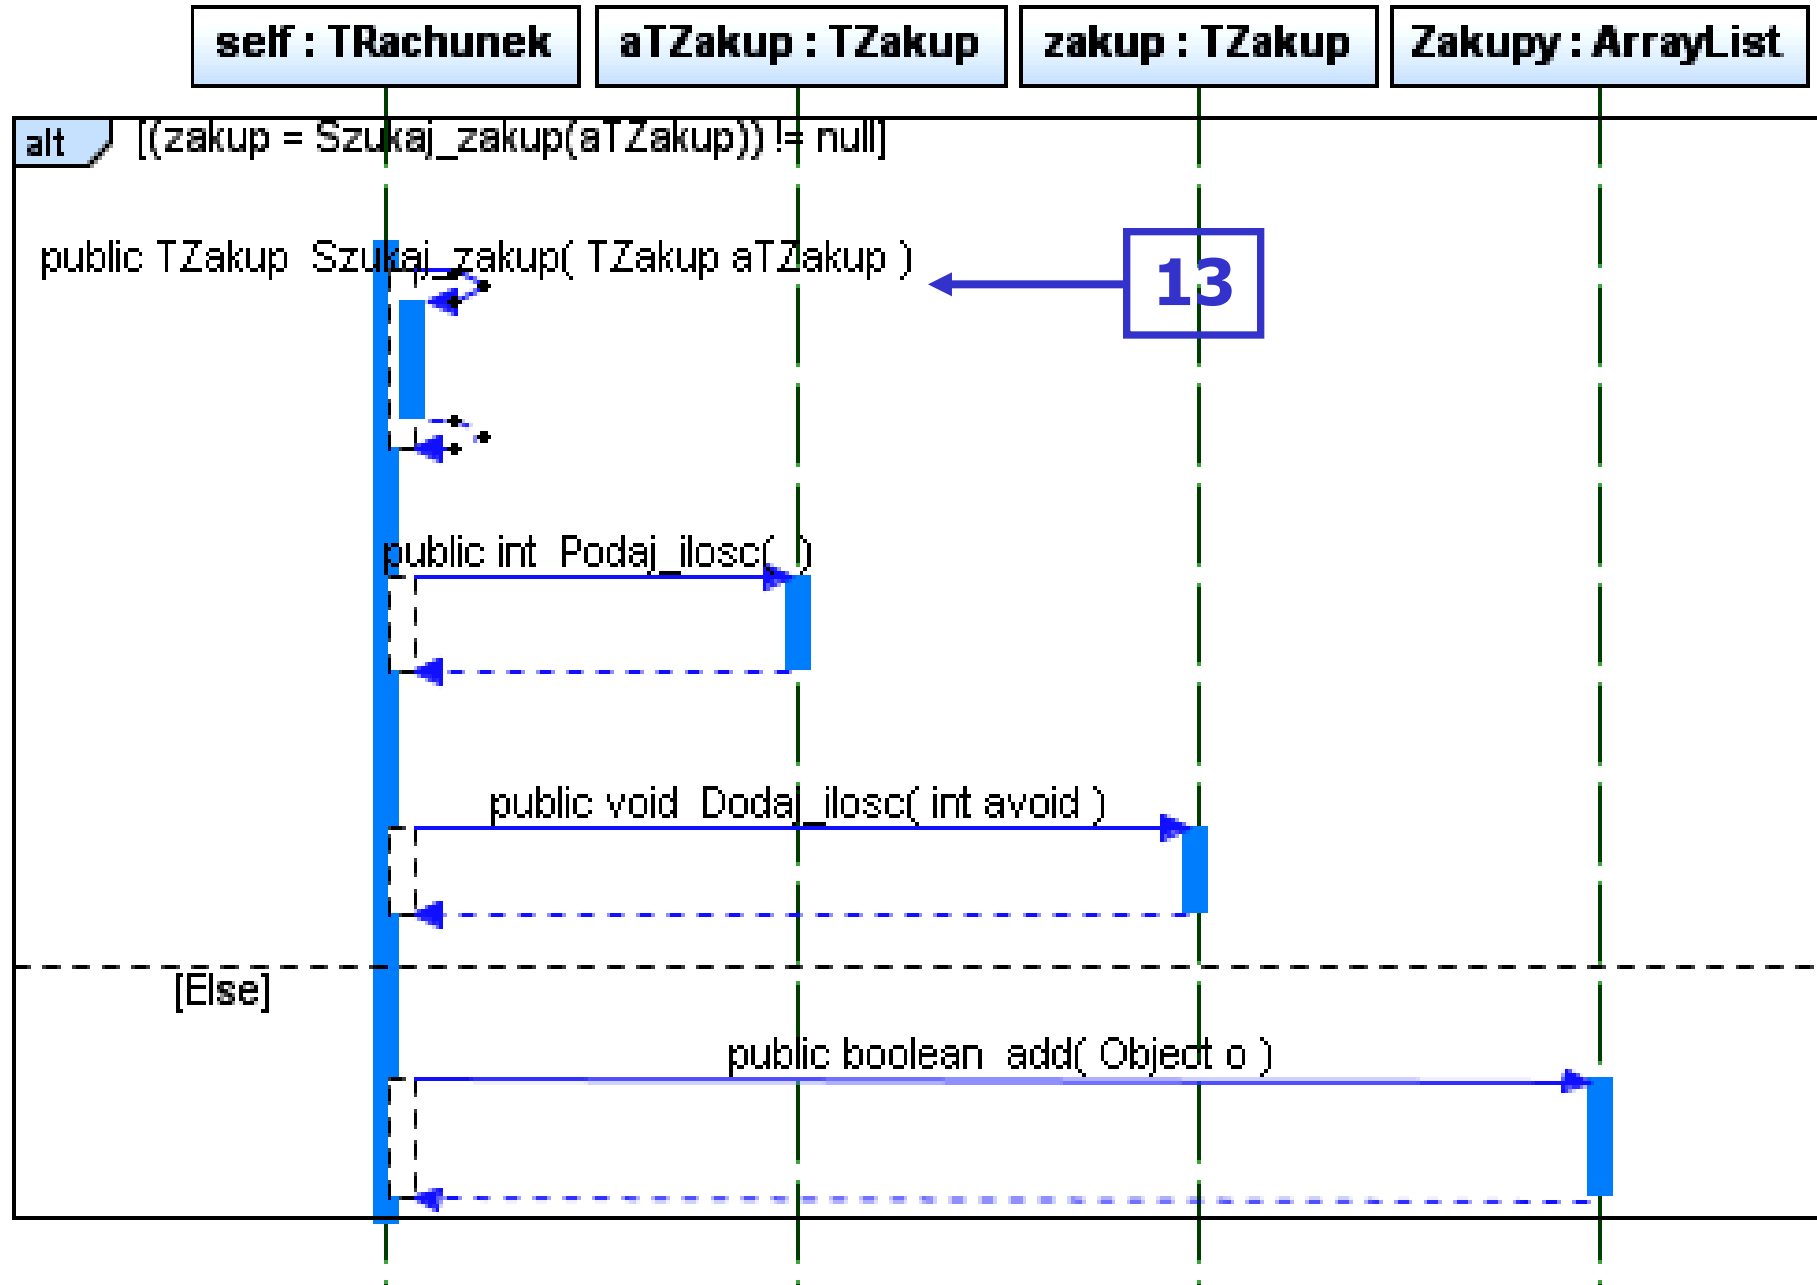 self : TRachunek
aTZakup : TZakup
zakup : TZakup
Zakupy : ArrayList
alt
[(zakup = Szukaj_zakup(aTZakup)) != null]
public TZakup Szukaj_zakup( TZakup aTZakup )
13
public int Podaj_ilosc( )
public void Dodaj_ilosc( int avoid )
[Else]
public boolean add( Object o )